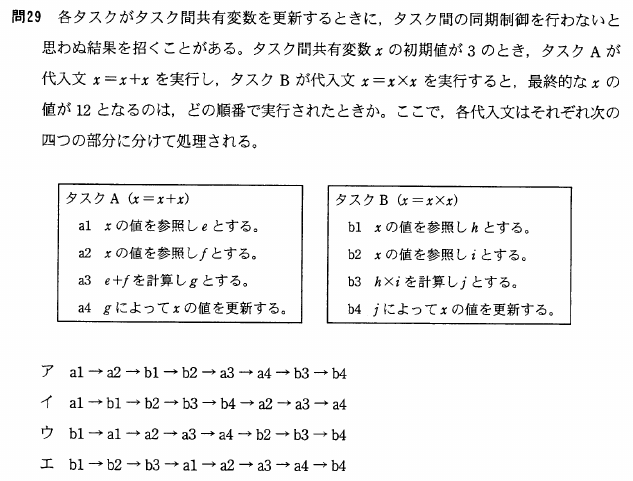 問29 各タスクがタスク間共有変数を更新するときに，タスク間の同期制御を行わないと
思わぬ結果を招くことがある。タスク間共有変数 x の初期値が 3 のとき，タスク A が
代入文 x＝x+x を実行し，タスク B が代入文 x＝x×x を実行すると，最終的な x の
値が 12 となるのは，どの順番で実行されたときか。ここで，各代入文はそれぞれ次の
四つの部分に分けて処理される。
タスク A（x＝x+x）
a1 x の値を参照し e とする。
a2 x の値を参照し f とする。
a3 e+f を計算し g とする。
a4 g によって x の値を更新する。
タスク B（x＝x×x）
b1 x の値を参照し h とする。
b2 x の値を参照し i とする。
b3 h×i を計算し j とする。
b4 j によって x の値を更新する。
ア a1→a2→b1→b2→a3→a4→b3→b4
イ a1→b1→b2→b3→b4→a2→a3→a4
ウ b1→a1→a2→a3→a4→b2→b3→b4
エ b1→b2→b3→a1→a2→a3→a4→b4